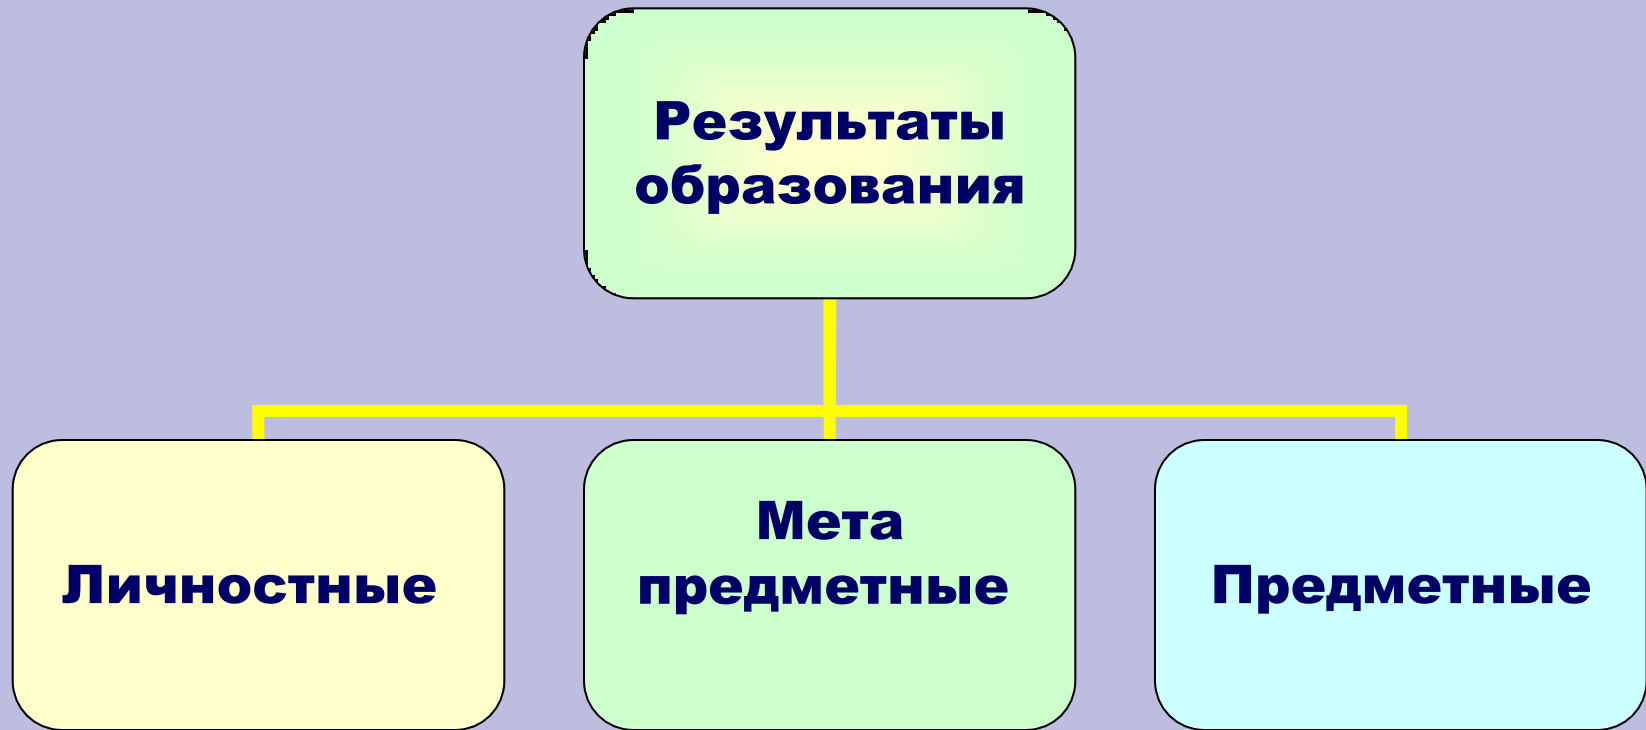 Результаты
образования
Личностные
Мета
предметные
Предметные